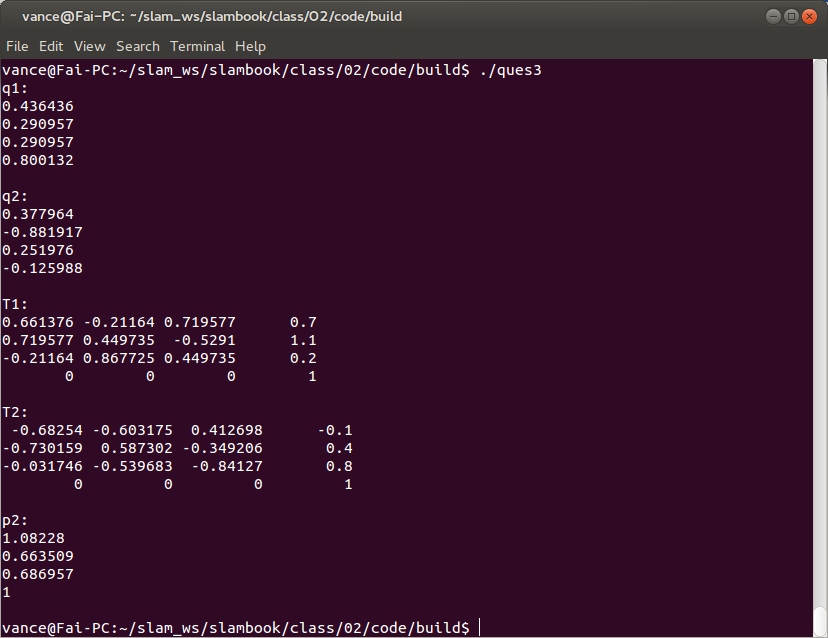 vance@Fai-PC: ~/slam_ws/slambook/class/02/code/build
File Edit View Search Terminal Help
vance@Fai-PC:~/slam_ws/slambook/class/02/code/build$ ./ques3
q1:
0.436436
0.290957
0.290957
0.800132
q2:
0.377964
-0.881917
0.251976
-0.125988
T1:
0.661376 -0.21164 0.719577 0.7
0.719577 0.449735 -0.5291 1.1
-0.21164 0.867725 0.449735 0.2
0 0 0 1
T2:
-0.68254 -0.603175 0.412698 -0.1
-0.730159 0.587302 -0.349206 0.4
-0.031746 -0.539683 -0.84127 0.8
0 0 0 1
p2:
1.08228
0.663509
0.686957
1
vance@Fai-PC:~/slam_ws/slambook/class/02/code/build$